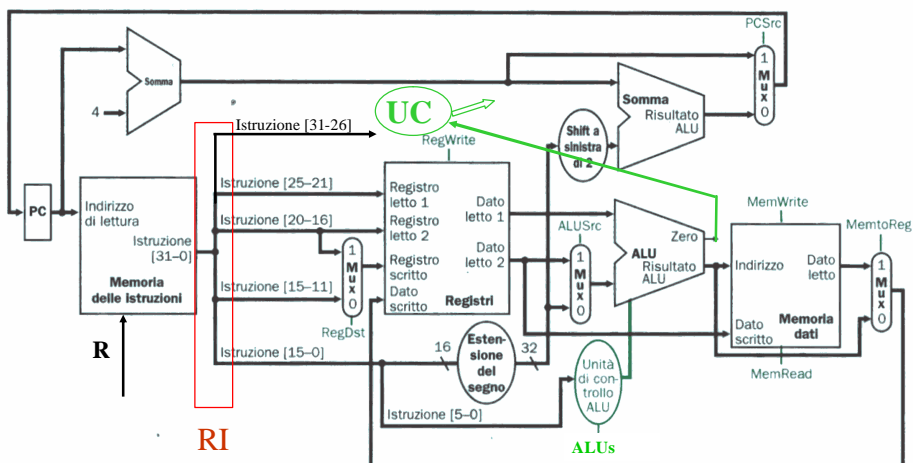 PCSrc
1
Mux
0
Somma
4
Somma
Risultato
ALU
UC
Shift a
sinistra
di 2
Istruzione [31-26]
RegWrite
PC
Indirizzo
di lettura
Istruzione
[31–0]
Memoria
delle istruzioni
R
RI
Istruzione [25–21]
Istruzione [20–16]
Istruzione [15–11]
Istruzione [15–0]
Istruzione [5–0]
1
Mux
0
RegDst
Registro
letto 1
Registro
letto 2
Registro
scritto
Dato
scritto
Dato
letto 1
Dato
letto 2
Registri
16
Esten-
sione
del
segno
32
ALUSrc
1
Mux
0
Zero
ALU
Risultato
ALU
Unità
di con-
trollo
ALU
ALUs
MemWrite
Indirizzo
Dato
letto
Dato
scritto
Memoria
dati
MemRead
MemtoReg
1
Mux
0